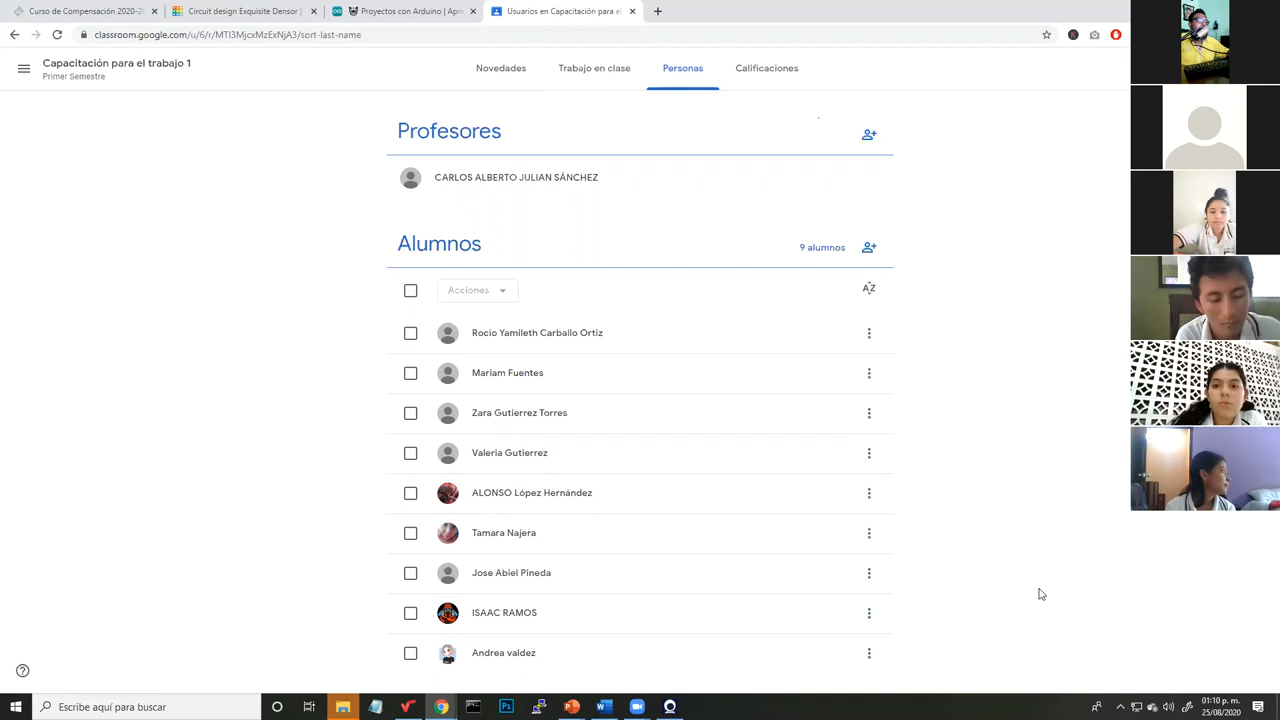 Curso de Compensación 2020-2
Circuit design Exquisite Densor |
Proyectos con Arduino | Apre
Usuarios en Capacitación para el
classroom.google.com/u/6/r/MTI3MjcxMzExNjA3/sort-last-name
Capacitación para el trabajo 1
Primer Semestre
Novedades
Trabajo en clase
Personas
Calificaciones
Profesores
CARLOS ALBERTO JULIAN SÁNCHEZ
Alumnos
9 alumnos
Acciones
AZ
Rocio Yamileth Carballo Ortiz
Mariam Fuentes
Zara Gutierrez Torres
Valeria Gutierrez
ALONSO López Hernández
Tamara Najera
Jose Abiel Pineda
ISAAC RAMOS
Andrea valdez
Escribe aquí para buscar
01:10 p. m.
25/08/2020